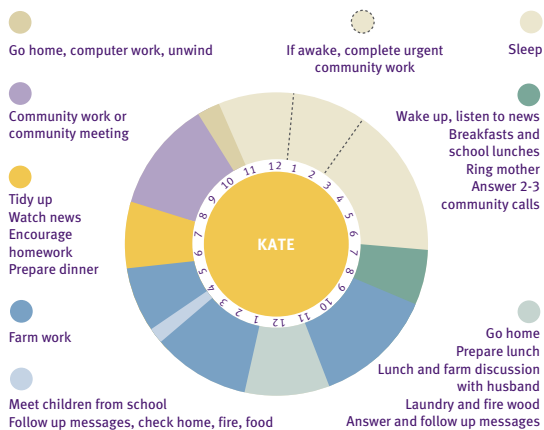 Go home, computer work, unwind
If awake, complete urgent
community work
Sleep
Community work or
community meeting
Wake up, listen to news
Breakfasts and
school lunches
Ring mother
Answer 2-3
community calls
Tidy up
Watch news
Encourage
homework
Prepare dinner
12 1 2 3 4 5 6 7 8 9 10 11 12 1 2 3 4 5 6 7 8 9 10 11
KATE
Farm work
Go home
Prepare lunch
Lunch and farm discussion
with husband
Laundry and fire wood
Answer and follow up messages
Meet children from school
Follow up messages, check home, fire, food